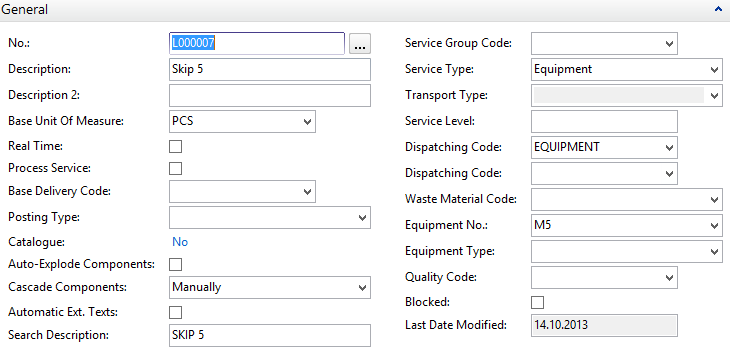 General
No.: L000007 ...
Description: Skip 5
Description 2:
Base Unit Of Measure: PCS
Real Time:
Process Service:
Base Delivery Code:
Posting Type:
Catalogue: No
Auto-Explode Components:
Cascade Components: Manually
Automatic Ext. Texts:
Search Description: SKIP 5
Service Group Code:
Service Type: Equipment
Transport Type:
Service Level:
Dispatching Code: EQUIPMENT
Dispatching Code:
Waste Material Code:
Equipment No.: M5
Equipment Type:
Quality Code:
Blocked:
Last Date Modified: 14.10.2013